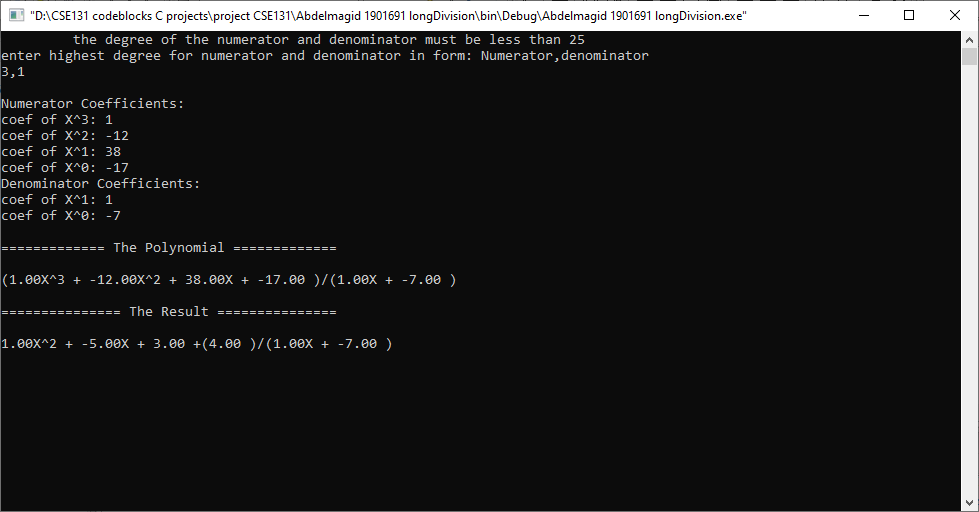 "D:\CSE131 codeblocks C projects\project CSE131\Abdelmagid 1901691 longDivision\bin\Debug\Abdelmagid 1901691 longDivision.exe"
the degree of the numerator and denominator must be less than 25
enter highest degree for numerator and denominator in form: Numerator,denominator
3,1
Numerator Coefficients:
coef of X^3: 1
coef of X^2: -12
coef of X^1: 38
coef of X^0: -17
Denominator Coefficients:
coef of X^1: 1
coef of X^0: -7
============= The Polynomial =============
(1.00X^3 + -12.00X^2 + 38.00X + -17.00 )/(1.00X + -7.00 )
=============== The Result ===============
1.00X^2 + -5.00X + 3.00 +(4.00 )/(1.00X + -7.00 )